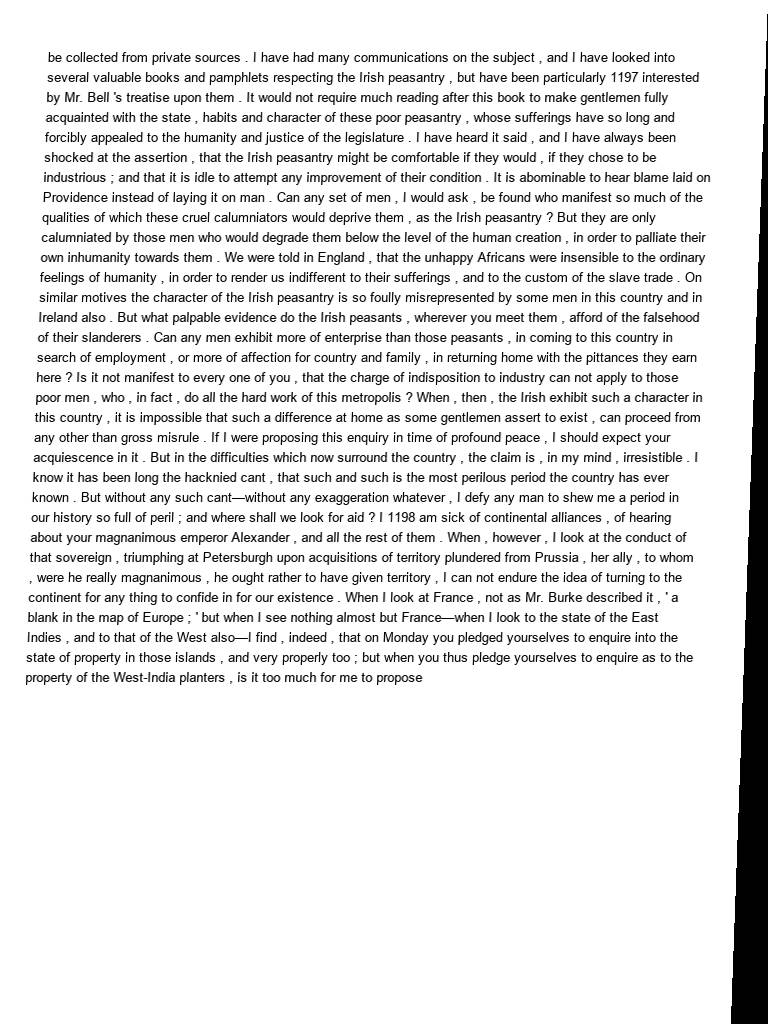 be collected from private sources . I have had many communications on the subject , and I have looked into
several valuable books and pamphlets respecting the Irish peasantry , but have been particularly 1197 interested
by Mr. Bell 's treatise upon them . It would not require much reading after this book to make gentlemen fully
acquainted with the state , habits and character of these poor peasantry , whose sufferings have so long and
forcibly appealed to the humanity and justice of the legislature . I have heard it said , and I have always been
shocked at the assertion , that the Irish peasantry might be comfortable if they would , if they chose to be
industrious ; and that it is idle to attempt any improvement of their condition . It is abominable to hear blame laid on
Providence instead of laying it on man . Can any set of men , I would ask , be found who manifest so much of the
qualities of which these cruel calumniators would deprive them , as the Irish peasantry ? But they are only
calumniated by those men who would degrade them below the level of the human creation , in order to palliate their
own inhumanity towards them . We were told in England , that the unhappy Africans were insensible to the ordinary
feelings of humanity , in order to render us indifferent to their sufferings , and to the custom of the slave trade . On
similar motives the character of the Irish peasantry is so foully misrepresented by some men in this country and in
Ireland also . But what palpable evidence do the Irish peasants , wherever you meet them , afford of the falsehood
of their slanderers . Can any men exhibit more of enterprise than those peasants , in coming to this country in
search of employment , or more of affection for country and family , in returning home with the pittances they earn
here ? Is it not manifest to every one of you , that the charge of indisposition to industry can not apply to those
poor men , who , in fact , do all the hard work of this metropolis ? When , then , the Irish exhibit such a character in
this country , it is impossible that such a difference at home as some gentlemen assert to exist , can proceed from
any other than gross misrule . If I were proposing this enquiry in time of profound peace , I should expect your
acquiescence in it . But in the difficulties which now surround the country , the claim is , in my mind , irresistible . I
know it has been long the hacknied cant , that such and such is the most perilous period the country has ever
known . But without any such cant—without any exaggeration whatever , I defy any man to shew me a period in
our history so full of peril ; and where shall we look for aid ? I 1198 am sick of continental alliances , of hearing
about your magnanimous emperor Alexander , and all the rest of them . When , however , I look at the conduct of
that sovereign , triumphing at Petersburgh upon acquisitions of territory plundered from Prussia , her ally , to whom
, were he really magnanimous , he ought rather to have given territory , I can not endure the idea of turning to the
continent for any thing to confide in for our existence . When I look at France , not as Mr. Burke described it , ' a
blank in the map of Europe ; ' but when I see nothing almost but France—when I look to the state of the East
Indies , and to that of the West also—I find , indeed , that on Monday you pledged yourselves to enquire into the
state of property in those islands , and very properly too ; but when you thus pledge yourselves to enquire as to the
property of the West-India planters , is it too much for me to propose